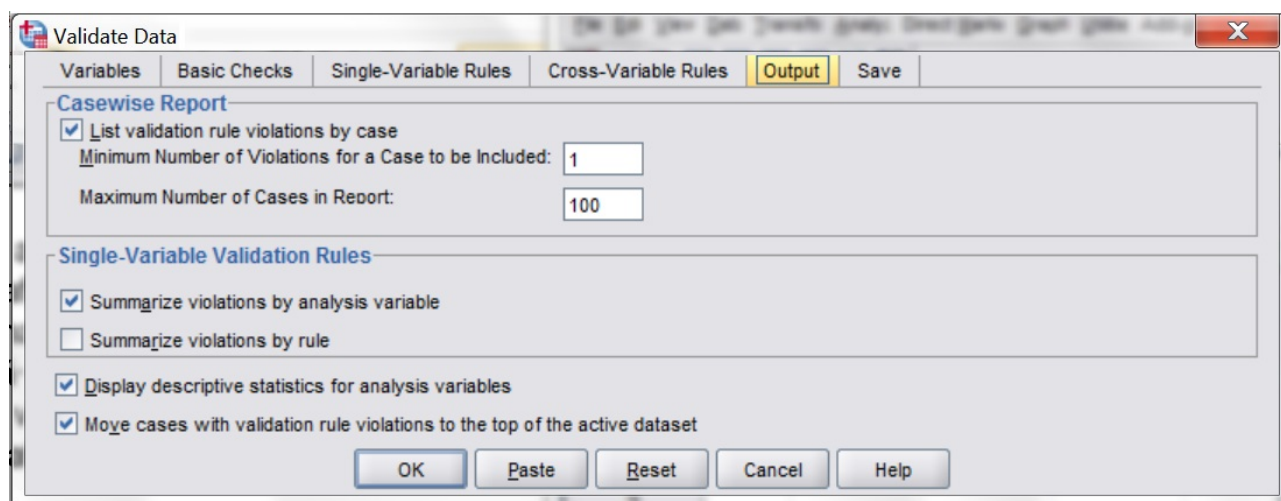 Validate Data
Variables Basic Checks Single-Variable Rules Cross-Variable Rules Output Save
Casewise Report
List validation rule violations by case
Minimum Number of Violations for a Case to be Included: 1
Maximum Number of Cases in Report: 100
Single-Variable Validation Rules
Summarize violations by analysis variable
Summarize violations by rule
Display descriptive statistics for analysis variables
Move cases with validation rule violations to the top of the active dataset
OK Paste Reset Cancel Help